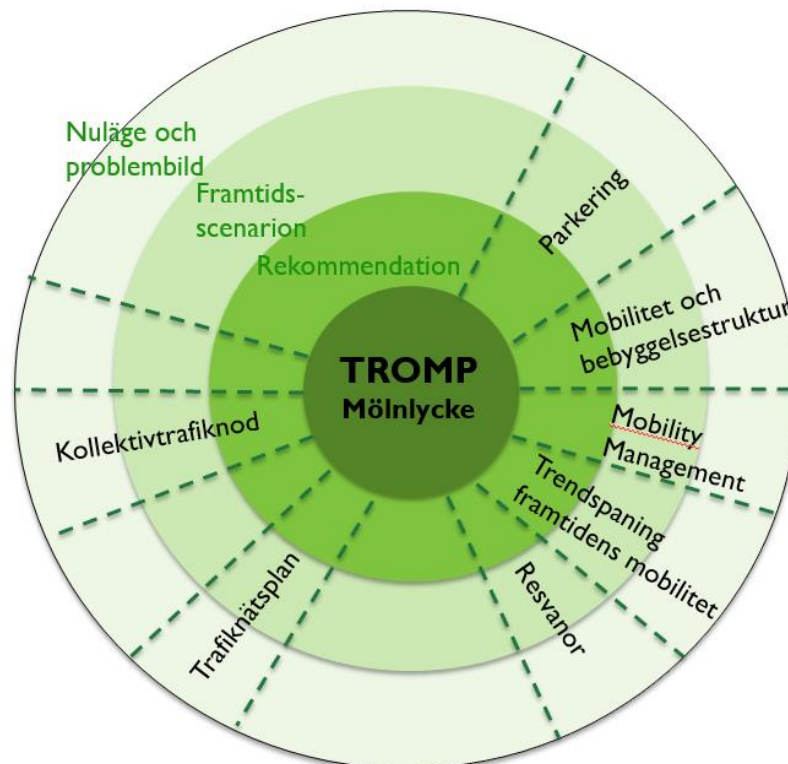 Nuläge och
problembild
Framtids-
scenarion
Rekommendation
Parkering
Mobilitet och
bebyggelsestruktur
TROMP
Mölnlycke
Mobility
Management
Kollektivtrafiknod
Trendspaning
framtidens mobilitet
Resvanor
Trafiknätsplan